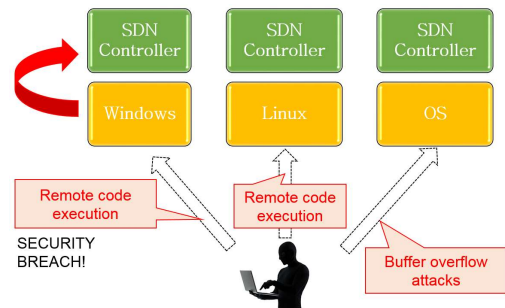 SDN
Controller
SDN
Controller
SDN
Controller
Windows
Linux
OS
Remote code
execution
Remote code
execution
SECURITY
BREACH!
Buffer overflow
attacks